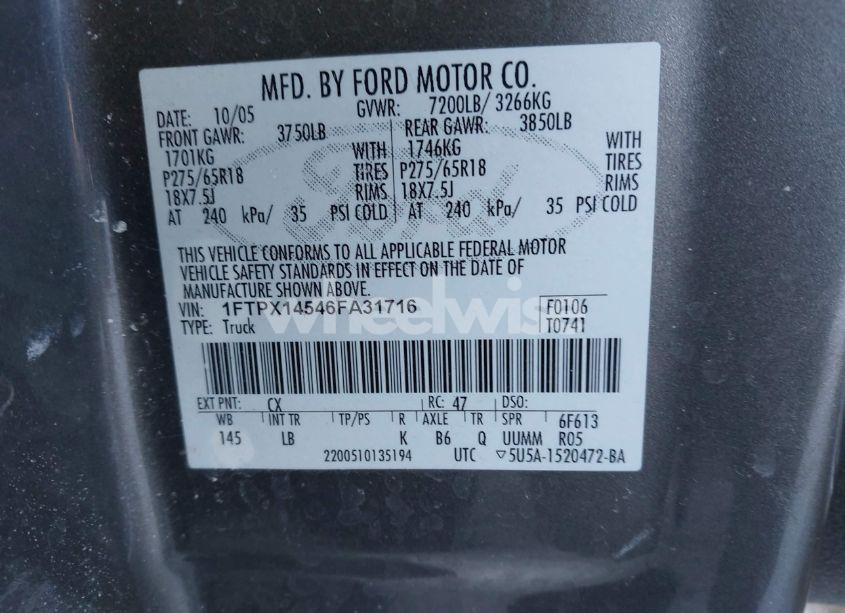 MFD. BY FORD MOTOR CO.
DATE: 10/05 GVWR: 7200LB/ 3266KG
FRONT GAWR: 3750LB REAR GAWR: 3850LB
1701KG WITH 1746KG WITH
P275/65R18 TIRES P275/65R18 TIRES
18X7.5J RIMS 18X7.5J RIMS
AT 240 kPa/ 35 PSI COLD AT 240 kPa/ 35 PSI COLD
THIS VEHICLE CONFORMS TO ALL APPLICABLE FEDERAL MOTOR
VEHICLE SAFETY STANDARDS IN EFFECT ON THE DATE OF
MANUFACTURE SHOWN ABOVE.
VIN: 1FTPX14546FA31716 F0106
TYPE: Truck T0741
wheelwis
EXT PNT: CX RC: 47 DSO:
WB INT TR TP/PS R AXLE TR SPR 6F613
145 LB K B6 Q UUMM R05
2200510135194 UTC ▽5U5A-1520472-BA
Ford